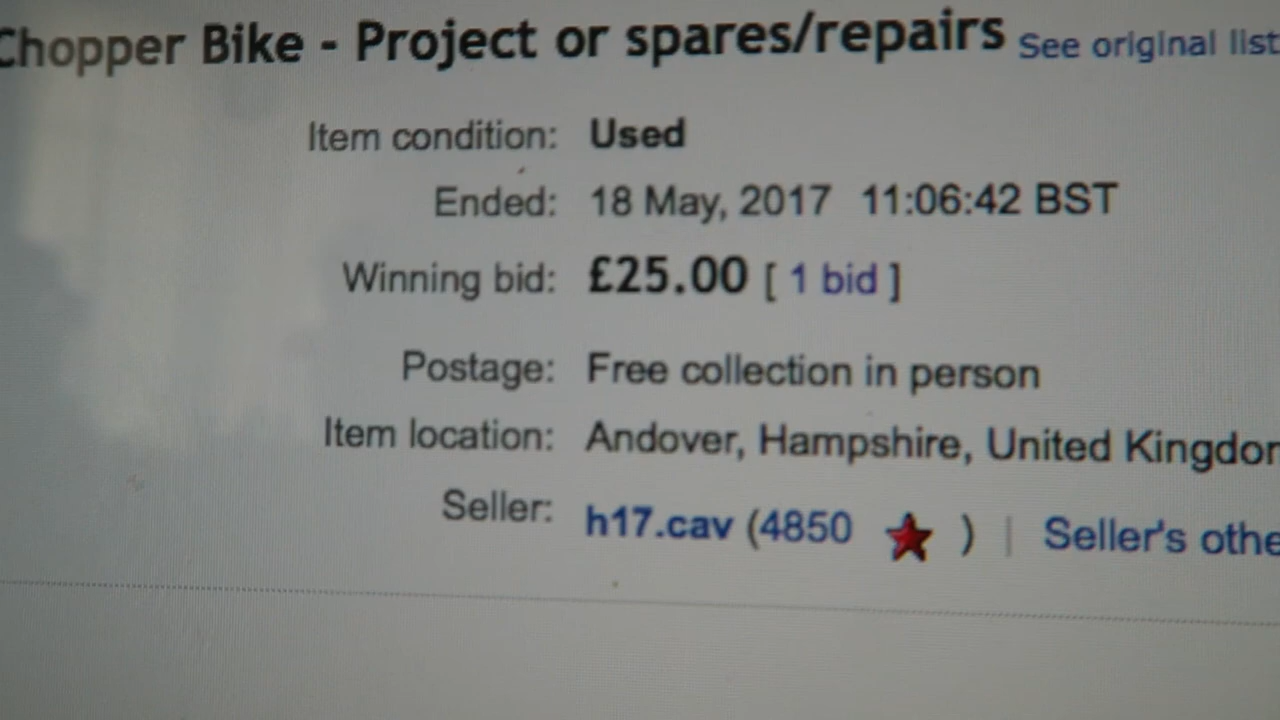 Chopper Bike - Project or spares/repairs See original list
Item condition: Used
Ended: 18 May, 2017 11:06:42 BST
Winning bid: £25.00 [ 1 bid ]
Postage: Free collection in person
Item location: Andover, Hampshire, United Kingdom
Seller: h17.cav (4850 ) | Seller's othe